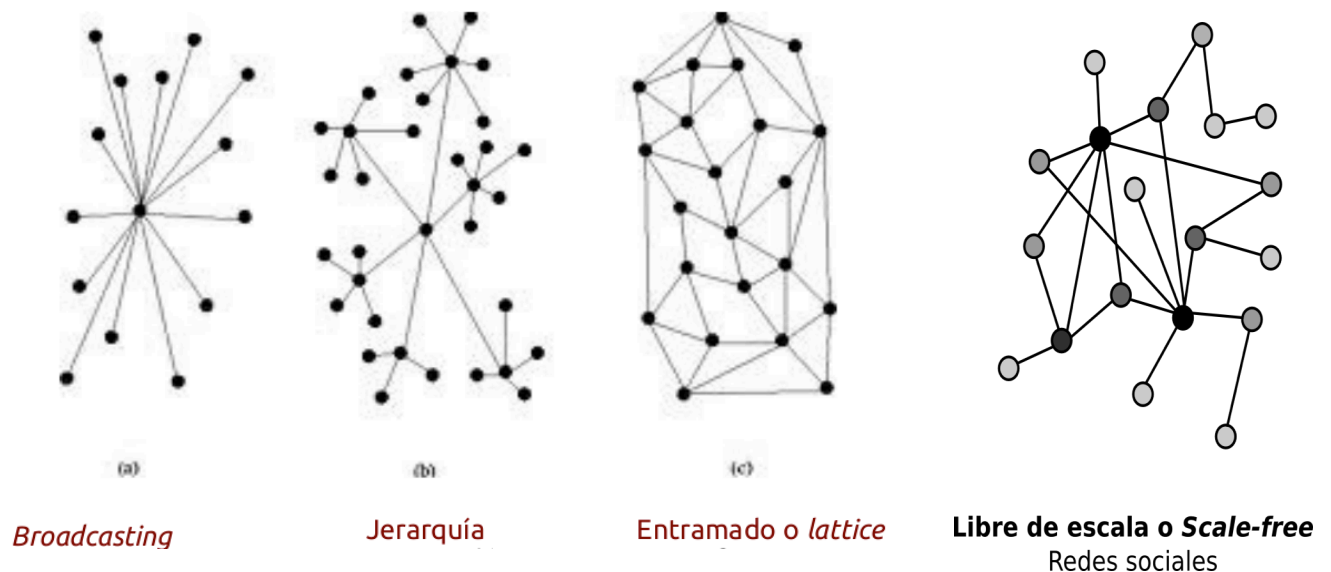 (a)
(b)
(c)
Broadcasting
Jerarquía
Entramado o lattice
Libre de escala o Scale-free
Redes sociales